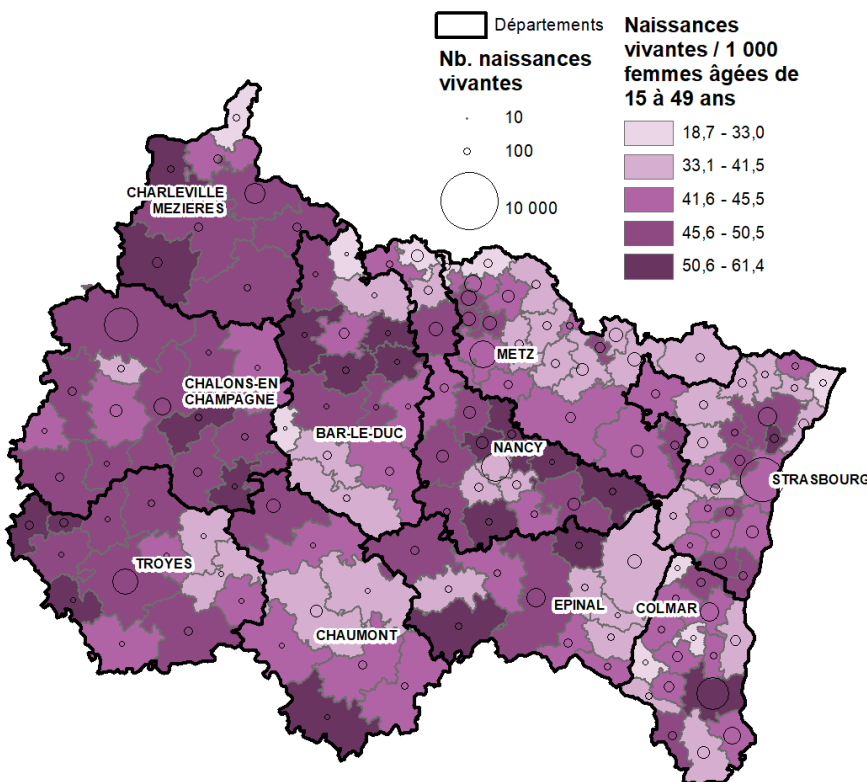 Départements
Nb. naissances
vivantes
10
100
10 000
Naissances
vivantes / 1 000
femmes âgées de
15 à 49 ans
18,7 - 33,0
33,1 - 41,5
41,6 - 45,5
45,6 - 50,5
50,6 - 61,4
CHARLEVILLE
MEZIERES
METZ
CHALONS-EN
CHAMPAGNE
BAR-LE-DUC
NANCY
STRASBOURG
TROYES
EPINAL
COLMAR
CHAUMONT